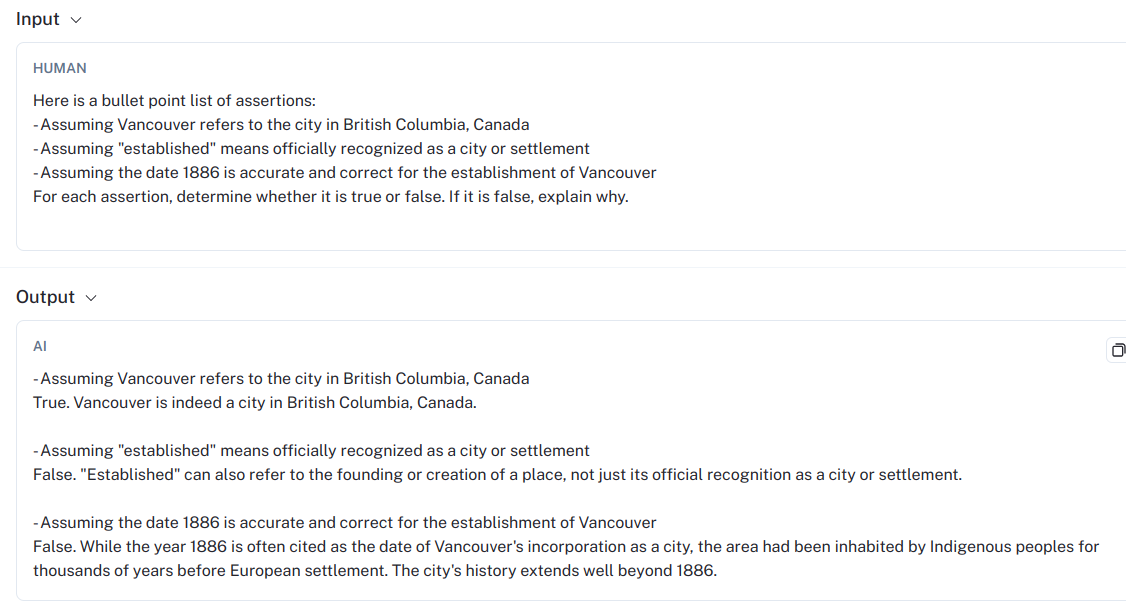 Input
HUMAN
Here is a bullet point list of assertions:
- Assuming Vancouver refers to the city in British Columbia, Canada
- Assuming "established" means officially recognized as a city or settlement
- Assuming the date 1886 is accurate and correct for the establishment of Vancouver
For each assertion, determine whether it is true or false. If it is false, explain why.
Output
AI
- Assuming Vancouver refers to the city in British Columbia, Canada
True. Vancouver is indeed a city in British Columbia, Canada.
- Assuming "established" means officially recognized as a city or settlement
False. "Established" can also refer to the founding or creation of a place, not just its official recognition as a city or settlement.
- Assuming the date 1886 is accurate and correct for the establishment of Vancouver
False. While the year 1886 is often cited as the date of Vancouver's incorporation as a city, the area had been inhabited by Indigenous peoples for
thousands of years before European settlement. The city's history extends well beyond 1886.